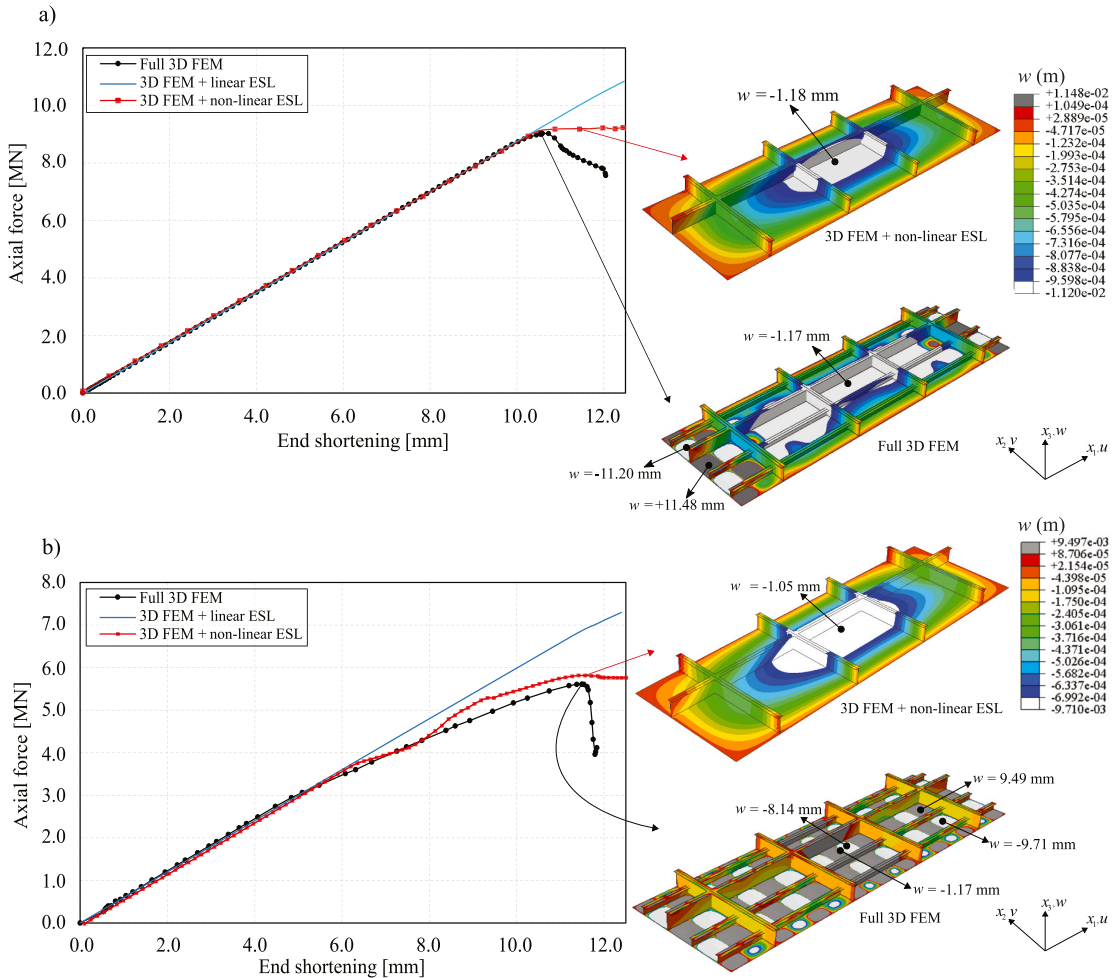 a)
12.0
10.0
8.0
6.0
4.0
2.0
0.0
Axial force [MN]
Full 3D FEM
3D FEM + linear ESL
3D FEM + non-linear ESL
0.0 2.0 4.0 6.0 8.0 10.0 12.0
End shortening [mm]
w = -1.18 mm
3D FEM + non-linear ESL
w (m)
+1.148e-02
+1.049e-04
+2.889e-05
-4.717e-05
-1.232e-04
-1.993e-04
-2.753e-04
-3.514e-04
-4.274e-04
-5.035e-04
-5.795e-04
-6.556e-04
-7.316e-04
-8.077e-04
-8.838e-04
-9.598e-04
-1.120e-02
w = -1.17 mm
Full 3D FEM
w = -11.20 mm
w = +11.48 mm
x₂,v
x₃,w
x₁,u
b)
8.0
7.0
6.0
5.0
4.0
3.0
2.0
1.0
0.0
Axial force [MN]
Full 3D FEM
3D FEM + linear ESL
3D FEM + non-linear ESL
0.0 2.0 4.0 6.0 8.0 10.0 12.0
End shortening [mm]
w = -1.05 mm
3D FEM + non-linear ESL
w (m)
+9.497e-03
+8.706e-05
+2.154e-05
-4.398e-05
-1.095e-04
-1.750e-04
-2.405e-04
-3.061e-04
-3.716e-04
-4.371e-04
-5.026e-04
-5.682e-04
-6.337e-04
-6.992e-04
-9.710e-03
w = 9.49 mm
w = -8.14 mm
w = -9.71 mm
w = -1.17 mm
Full 3D FEM
x₂,v
x₃,w
x₁,u